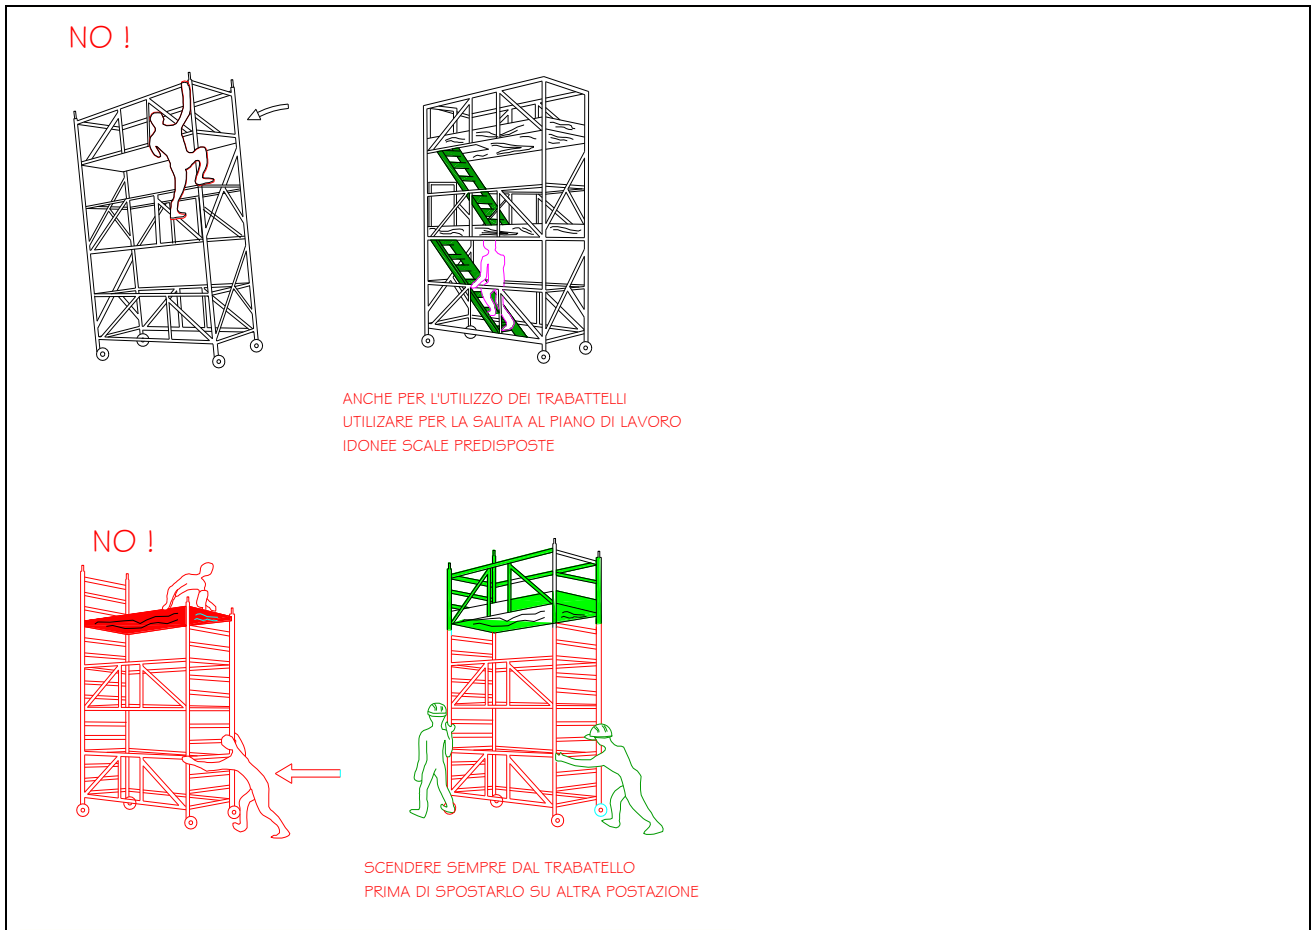 NO !
ANCHE PER L'UTILIZZO DEI TRABATTELLI
UTILIZARE PER LA SALITA AL PIANO DI LAVORO
IDONEE SCALE PREDISPOSTE
NO !
SCENDERE SEMPRE DAL TRABATELLO
PRIMA DI SPOSTARLO SU ALTRA POSTAZIONE